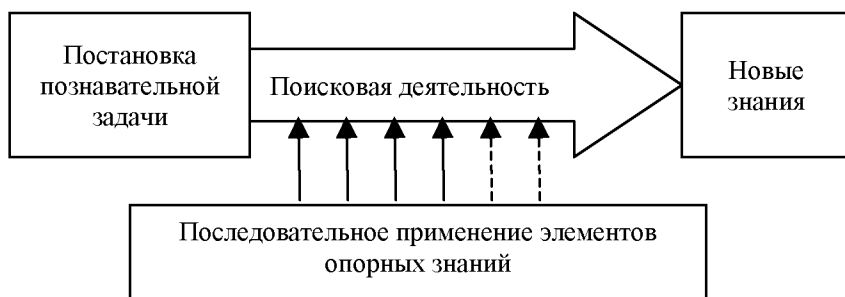 Постановка
познавательной
задачи
Поисковая деятельность
Новые
знания
Последовательное применение элементов
опорных знаний